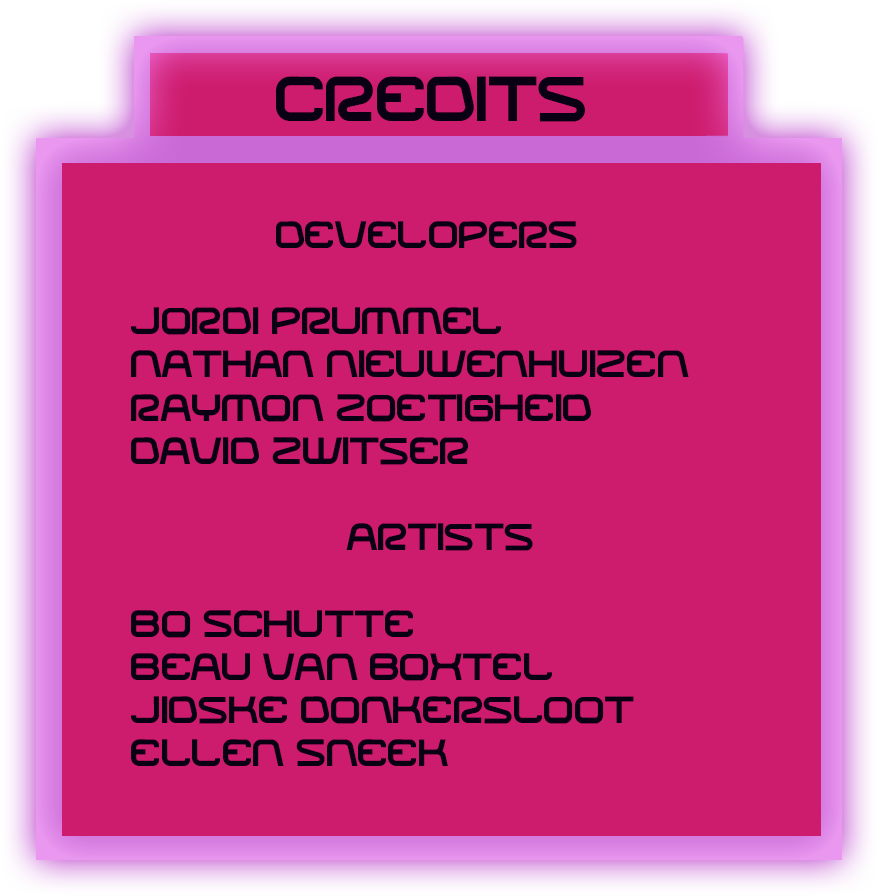 CREDITS
DEVELOPERS
JORDI PRUMMEL
NATHAN NIEUWENHUIZEN
RAYMON ZOETIGHEID
DAVID ZWITSER
ARTISTS
BO SCHUTTE
BEAU VAN BOXTEL
JIDSKE DONKERSLOOT
ELLEN SNEEK